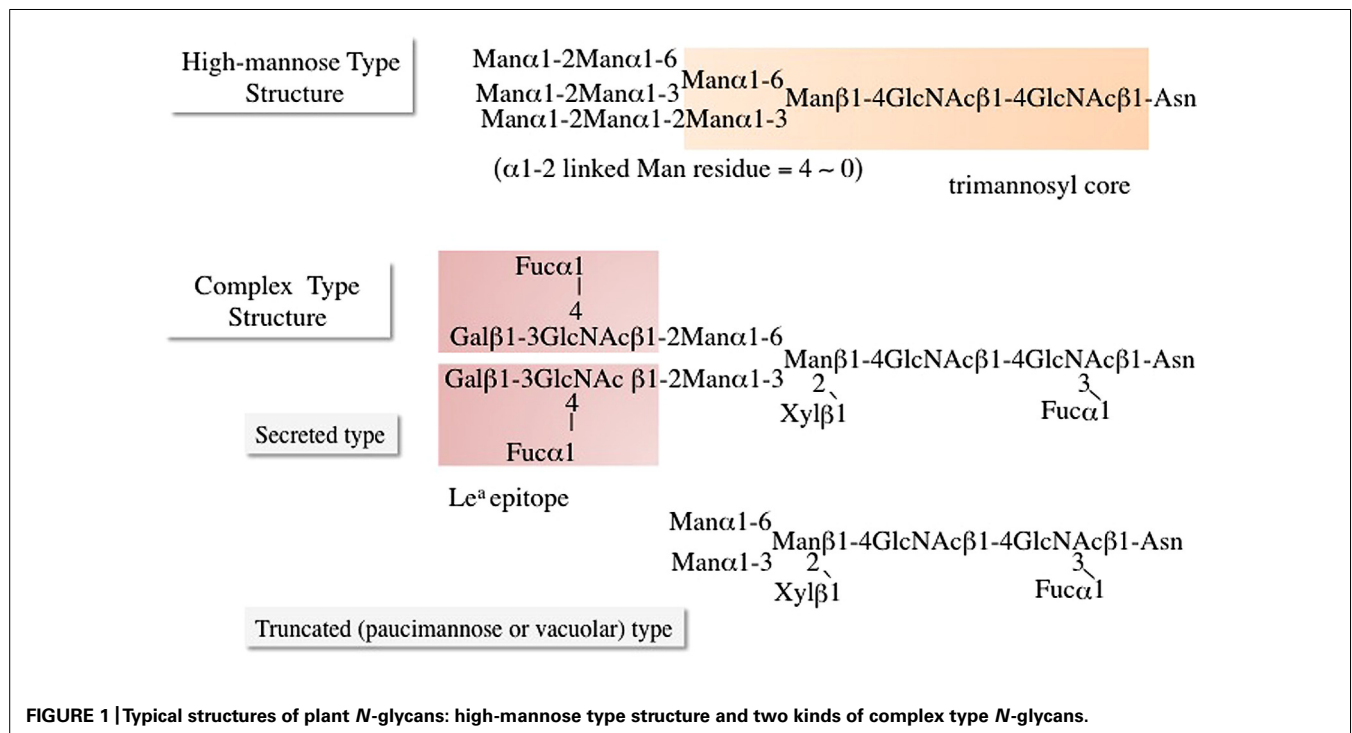 High-mannose Type
Structure
Manα1-2Manα1-6
Manα1-6
Manα1-2Manα1-3
Manβ1-4GlcNAcβ1-4GlcNAcβ1-Asn
Manα1-2Manα1-2Manα1-3
(α1-2 linked Man residue = 4 ~ 0)
trimannosyl core
Complex Type
Structure
Fucα1
4
Galβ1-3GlcNAcβ1-2Manα1-6
Manβ1-4GlcNAcβ1-4GlcNAcβ1-Asn
Galβ1-3GlcNAc β1-2Manα1-3
2
3
4
Xylβ1
Fucα1
Secreted type
Fucα1
Leᵃ epitope
Manα1-6
Manβ1-4GlcNAcβ1-4GlcNAcβ1-Asn
Manα1-3
2
3
Xylβ1
Fucα1
Truncated (paucimannose or vacuolar) type
FIGURE 1 | Typical structures of plant N-glycans: high-mannose type structure and two kinds of complex type N-glycans.